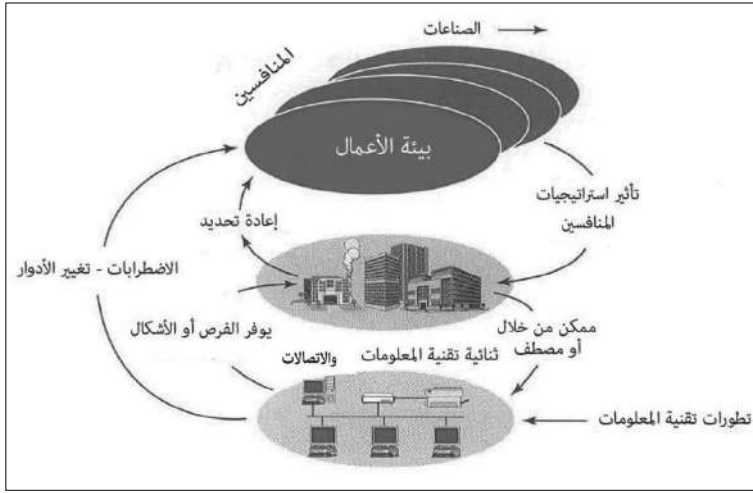 الصناعات
المنافسين
بيئة الأعمال
تأثير استراتيجيات
المنافسين
إعادة تحديد
الاضطرابات - تغيير الأدوار
يوفر الفرص أو الأشكال
ممكن من خلال
أو مصطف
ثنائية تقنية المعلومات والاتصالات
تطورات تقنية المعلومات